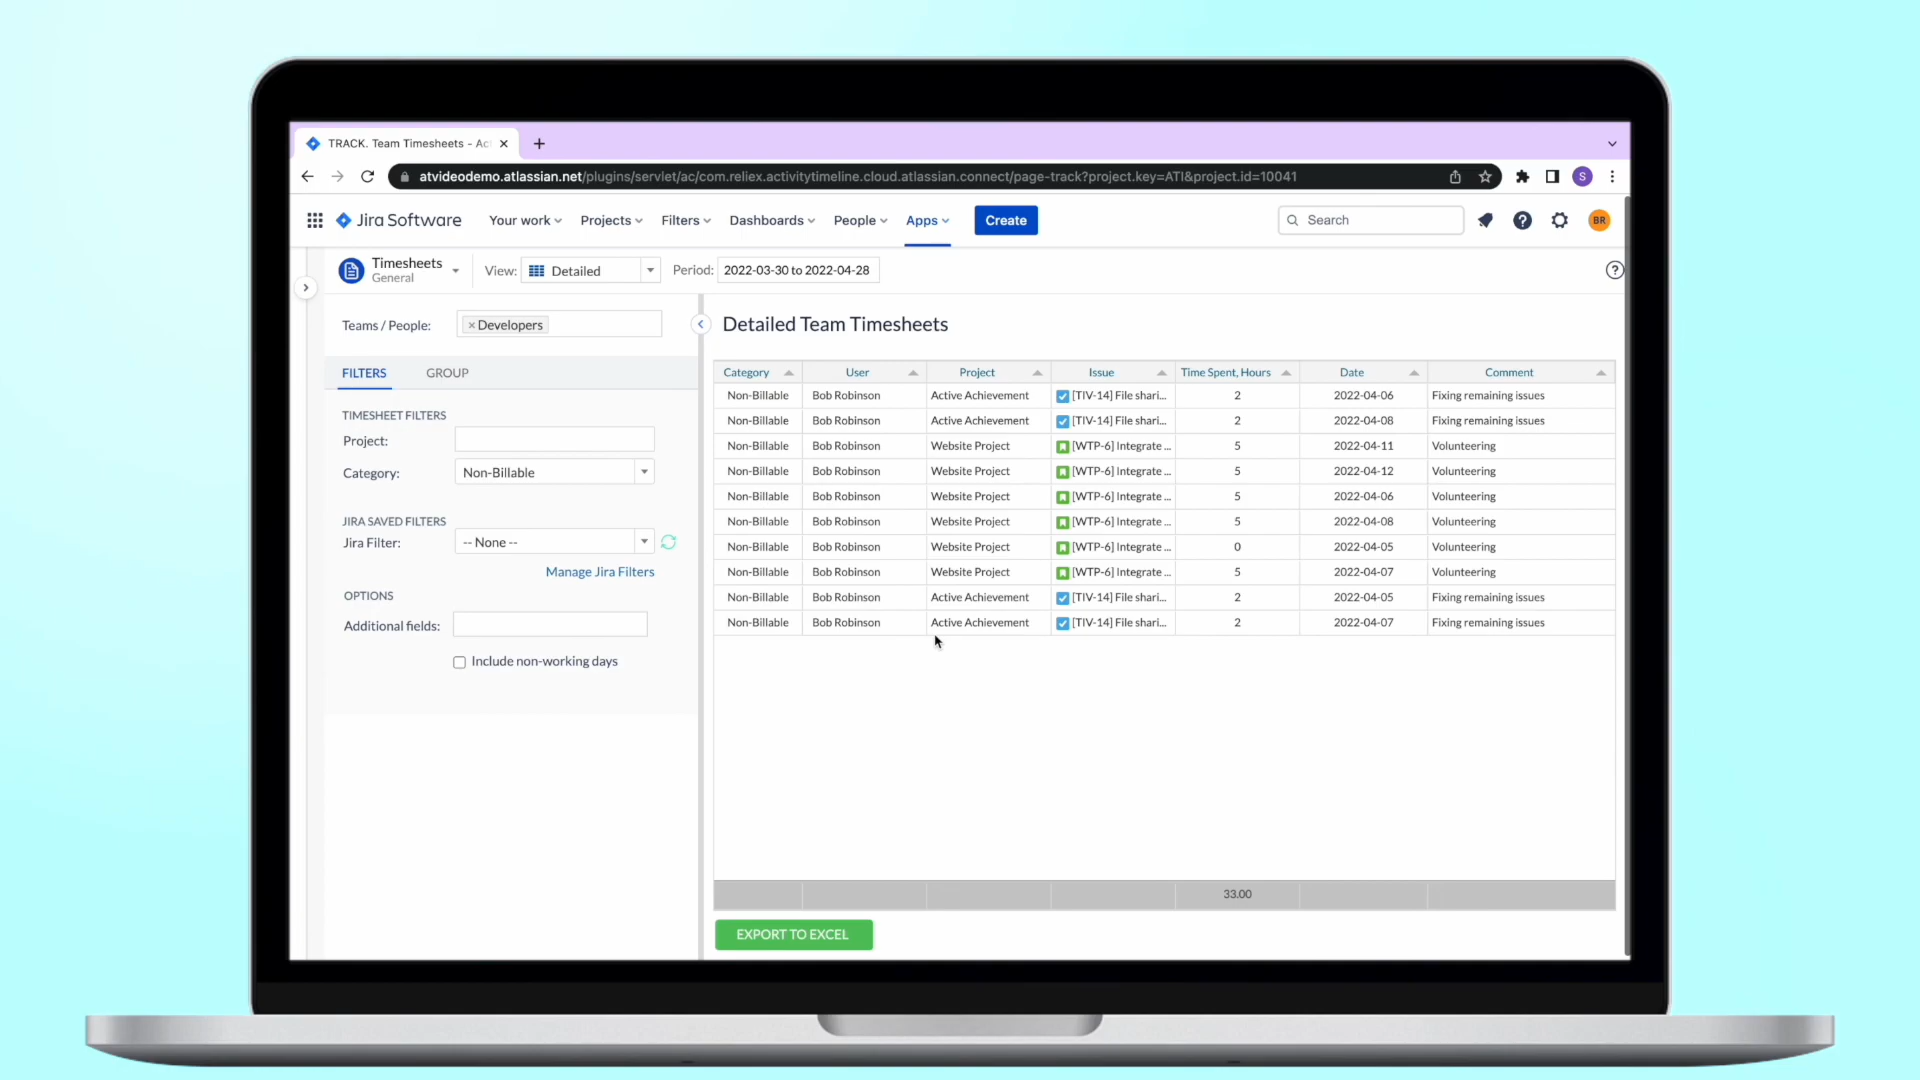 TRACK. Team Timesheets - Ac
atvideodemo.atlassian.net/plugins/servlet/ac/com.reliex.activitytimeline.cloud.atlassian.connect/page-track?project.key=ATI&project.id=10041
S
Jira Software Your work Projects Filters Dashboards People Apps Create Search BR
Timesheets
General
View: Detailed Period: 2022-03-30 to 2022-04-28
Teams / People: × Developers
FILTERS GROUP
TIMESHEET FILTERS
Project:
Category: Non-Billable
JIRA SAVED FILTERS
Jira Filter: -- None --
Manage Jira Filters
OPTIONS
Additional fields:
Include non-working days
Detailed Team Timesheets
Category User Project Issue Time Spent, Hours Date Comment
Non-Billable Bob Robinson Active Achievement [TIV-14] File shari... 2 2022-04-06 Fixing remaining issues
Non-Billable Bob Robinson Active Achievement [TIV-14] File shari... 2 2022-04-08 Fixing remaining issues
Non-Billable Bob Robinson Website Project [WTP-6] Integrate ... 5 2022-04-11 Volunteering
Non-Billable Bob Robinson Website Project [WTP-6] Integrate ... 5 2022-04-12 Volunteering
Non-Billable Bob Robinson Website Project [WTP-6] Integrate ... 5 2022-04-06 Volunteering
Non-Billable Bob Robinson Website Project [WTP-6] Integrate ... 5 2022-04-08 Volunteering
Non-Billable Bob Robinson Website Project [WTP-6] Integrate ... 0 2022-04-05 Volunteering
Non-Billable Bob Robinson Website Project [WTP-6] Integrate ... 5 2022-04-07 Volunteering
Non-Billable Bob Robinson Active Achievement [TIV-14] File shari... 2 2022-04-05 Fixing remaining issues
Non-Billable Bob Robinson Active Achievement [TIV-14] File shari... 2 2022-04-07 Fixing remaining issues
33.00
EXPORT TO EXCEL